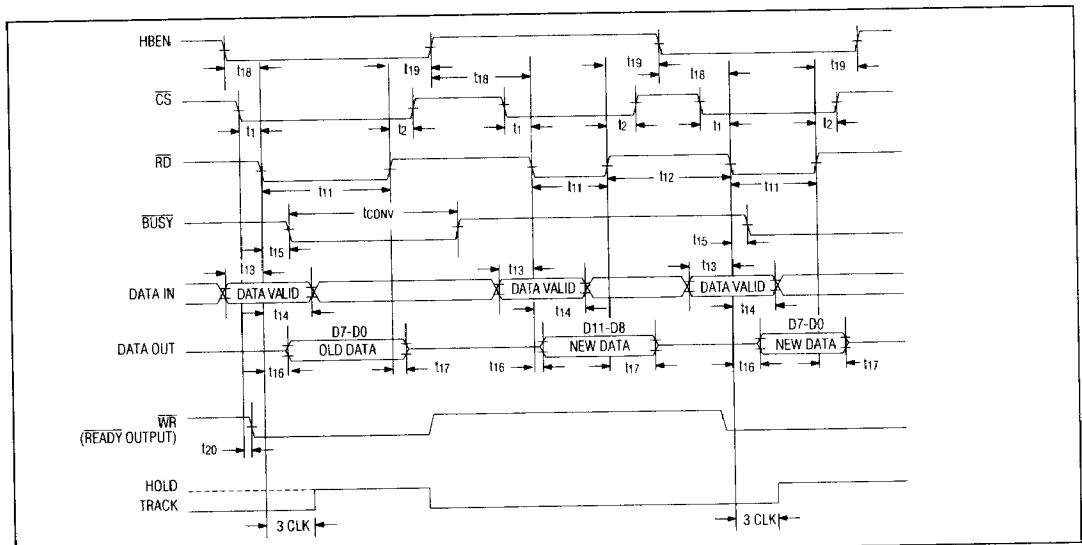 HBEN
t18 t19 t18 t19 t18 t19
CS
t1 t2 t1 t2 t1 t2
RD
t11 t11 t12 t11
tCONV
BUSY
t15 t15
t13 t13 t13
DATA IN DATA VALID DATA VALID DATA VALID
t14 t14 t14
D7-D0 D11-D8 D7-D0
DATA OUT OLD DATA NEW DATA NEW DATA
t16 t17 t16 t17 t16 t17
WR
(READY OUTPUT)
t20
HOLD
TRACK
3 CLK 3 CLK